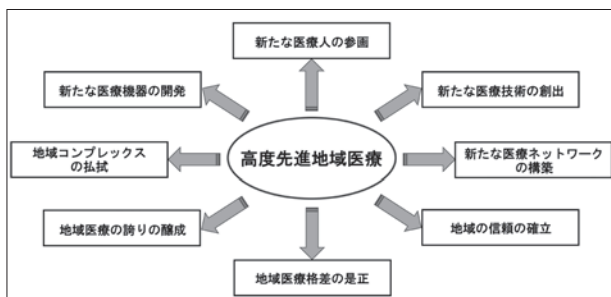 新たな医療人の参画
新たな医療機器の開発
新たな医療技術の創出
地域コンプレックス
の払拭
高度先進地域医療
新たな医療ネットワーク
の構築
地域医療の誇りの醸成
地域の信頼の確立
地域医療格差の是正